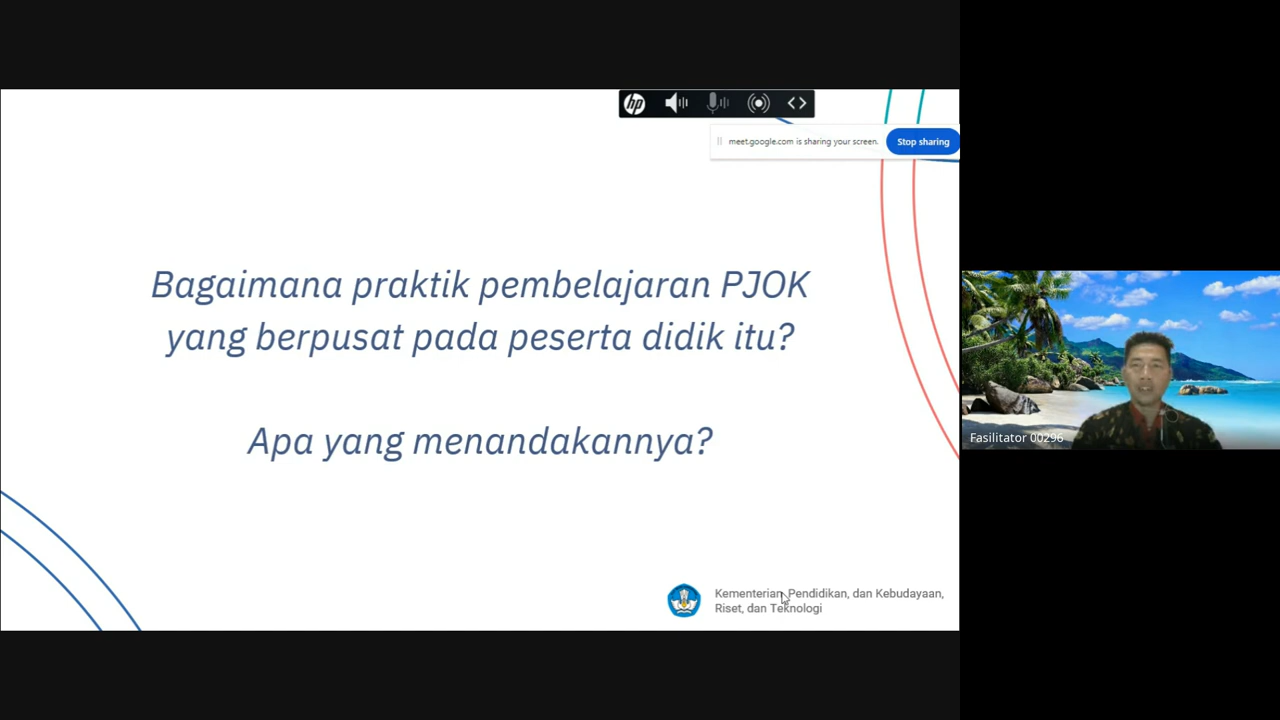 hp
meet.google.com is sharing your screen.
Stop sharing
Bagaimana praktik pembelajaran PJOK
yang berpusat pada peserta didik itu?
Apa yang menandakannya?
Fasilitator 00296
Kementerian Pendidikan, dan Kebudayaan,
Riset, dan Teknologi